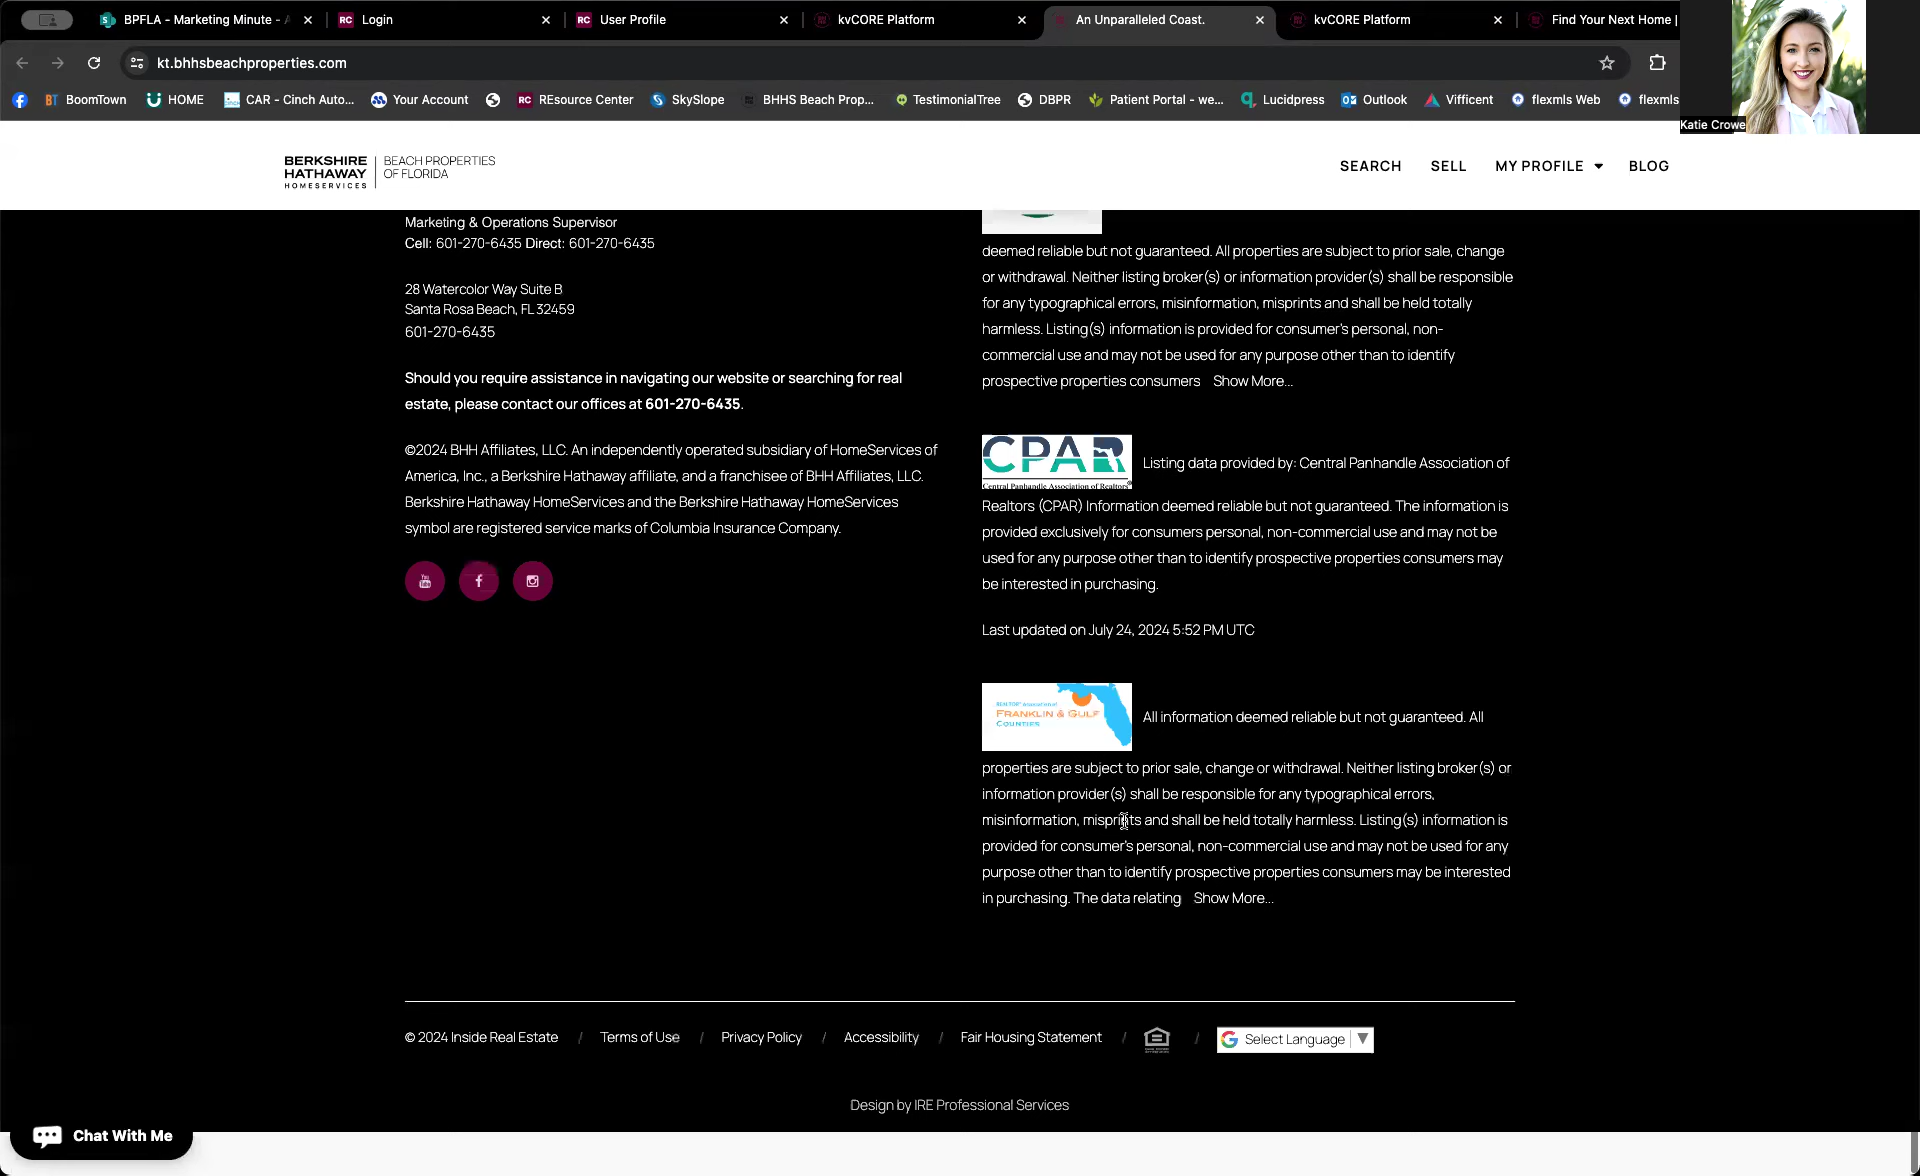 BPFLA - Marketing Minute - A
RC Login
RC User Profile
kvCORE Platform
An Unparalleled Coast.
kvCORE Platform
Find Your Next Home |
kt.bhhsbeachproperties.com
BT BoomTown
HOME
CAR - Cinch Auto...
Your Account
RC REsource Center
SkySlope
BHHS Beach Prop...
TestimonialTree
DBPR
Patient Portal - we...
Lucidpress
Outlook
Vifficent
flexmls Web
flexmls
Katie Crowe
BERKSHIRE
HATHAWAY
HOMESERVICES
BEACH PROPERTIES
OF FLORIDA
SEARCH
SELL
MY PROFILE
BLOG
Marketing & Operations Supervisor
Cell: 601-270-6435 Direct: 601-270-6435
28 Watercolor Way Suite B
Santa Rosa Beach, FL 32459
601-270-6435
Should you require assistance in navigating our website or searching for real
estate, please contact our offices at 601-270-6435.
©2024 BHH Affiliates, LLC. An independently operated subsidiary of HomeServices of
America, Inc., a Berkshire Hathaway affiliate, and a franchisee of BHH Affiliates, LLC.
Berkshire Hathaway HomeServices and the Berkshire Hathaway HomeServices
symbol are registered service marks of Columbia Insurance Company.
You
Tube
deemed reliable but not guaranteed. All properties are subject to prior sale, change
or withdrawal. Neither listing broker(s) or information provider(s) shall be responsible
for any typographical errors, misinformation, misprints and shall be held totally
harmless. Listing(s) information is provided for consumer's personal, non-
commercial use and may not be used for any purpose other than to identify
prospective properties consumers Show More...
CPAR
Central Panhandle Association of Realtors®
Listing data provided by: Central Panhandle Association of
Realtors (CPAR) Information deemed reliable but not guaranteed. The information is
provided exclusively for consumers personal, non-commercial use and may not be
used for any purpose other than to identify prospective properties consumers may
be interested in purchasing.
Last updated on July 24, 2024 5:52 PM UTC
REALTOR® Association of
FRANKLIN & GULF
COUNTIES
All information deemed reliable but not guaranteed. All
properties are subject to prior sale, change or withdrawal. Neither listing broker(s) or
information provider(s) shall be responsible for any typographical errors,
misinformation, misprints and shall be held totally harmless. Listing(s) information is
provided for consumer's personal, non-commercial use and may not be used for any
purpose other than to identify prospective properties consumers may be interested
in purchasing. The data relating Show More...
© 2024 Inside Real Estate / Terms of Use / Privacy Policy / Accessibility / Fair Housing Statement / / Select Language
Design by IRE Professional Services
Chat With Me